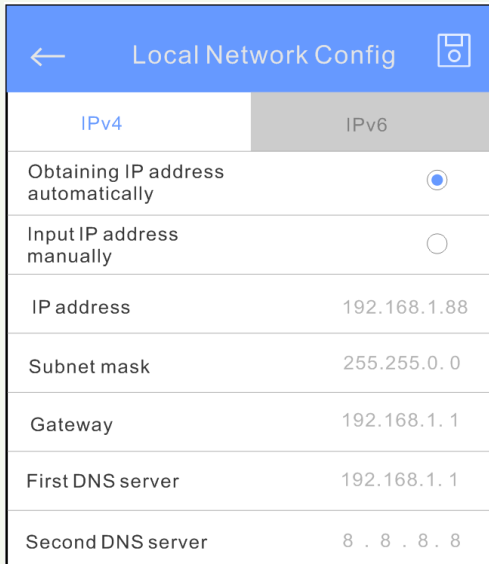 Local Network Config
IPv4
IPv6
Obtaining IP address
automatically
Input IP address
manually
IP address
192.168.1.88
Subnet mask
255.255.0. 0
Gateway
192.168.1. 1
First DNS server
192.168.1. 1
Second DNS server
8 . 8 . 8. 8